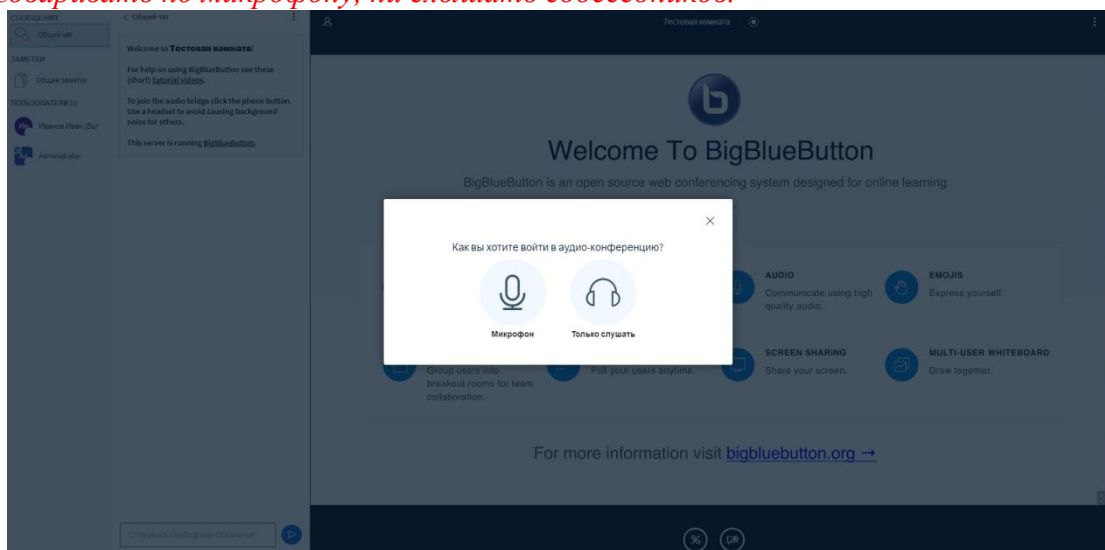 по микрофону, ни слышать собеседников.
СООБЩЕНИЯ
Общий чат
ЗАМЕТКИ
Общие заметки
ПОЛЬЗОВАТЕЛИ (2)
Иванов Иван (Вы)
Administrator
Общий чат
Welcome to Тестовая комната!
For help on using BigBlueButton see these
(short) tutorial videos.
To join the audio bridge click the phone button.
Use a headset to avoid causing background
noise for others.
This server is running BigBlueButton.
Отправить сообщение Общий чат
Тестовая комната
b
Welcome To BigBlueButton
BigBlueButton is an open source web conferencing system designed for online learning
Как вы хотите войти в аудио-конференцию?
Микрофон
Только слушать
AUDIO
Communicate using high
quality audio.
EMOJIS
Express yourself.
Group users into
breakout rooms for team
collaboration.
Poll your users anytime.
SCREEN SHARING
Share your screen.
MULTI-USER WHITEBOARD
Draw together.
For more information visit bigbluebutton.org →